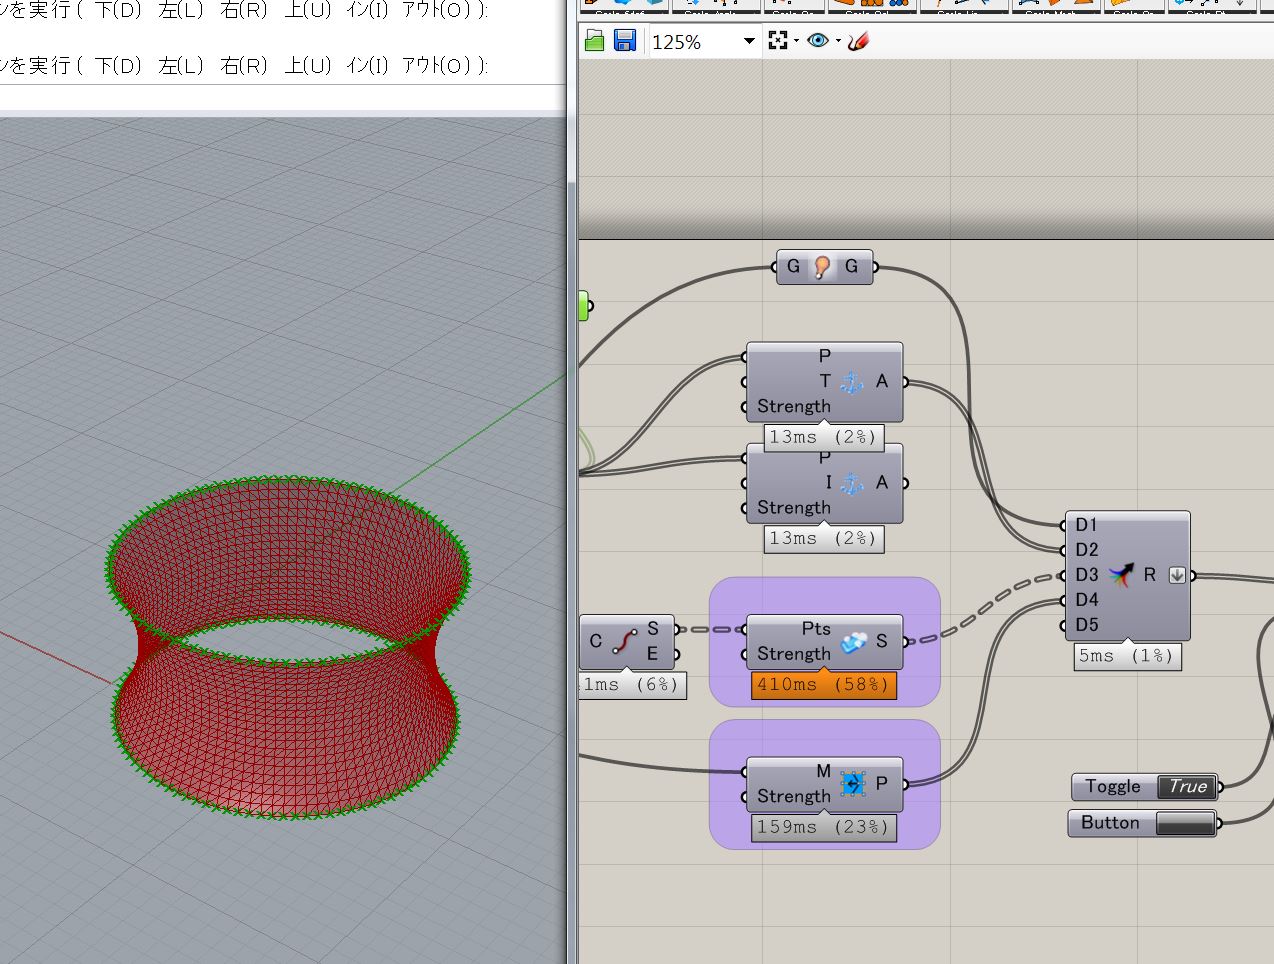 ンを実行 ( 下(D) 左(L) 右(R) 上(U) イン(I) アウト(O) ):
ンを実行 ( 下(D) 左(L) 右(R) 上(U) イン(I) アウト(O) ):
125%
G G
P
T A
Strength
13ms (2%)
P
I A
Strength
13ms (2%)
D1
D2
D3 R
D4
D5
5ms (1%)
C S
E
1ms (6%)
Pts S
Strength
410ms (58%)
M P
Strength
159ms (23%)
Toggle True
Button